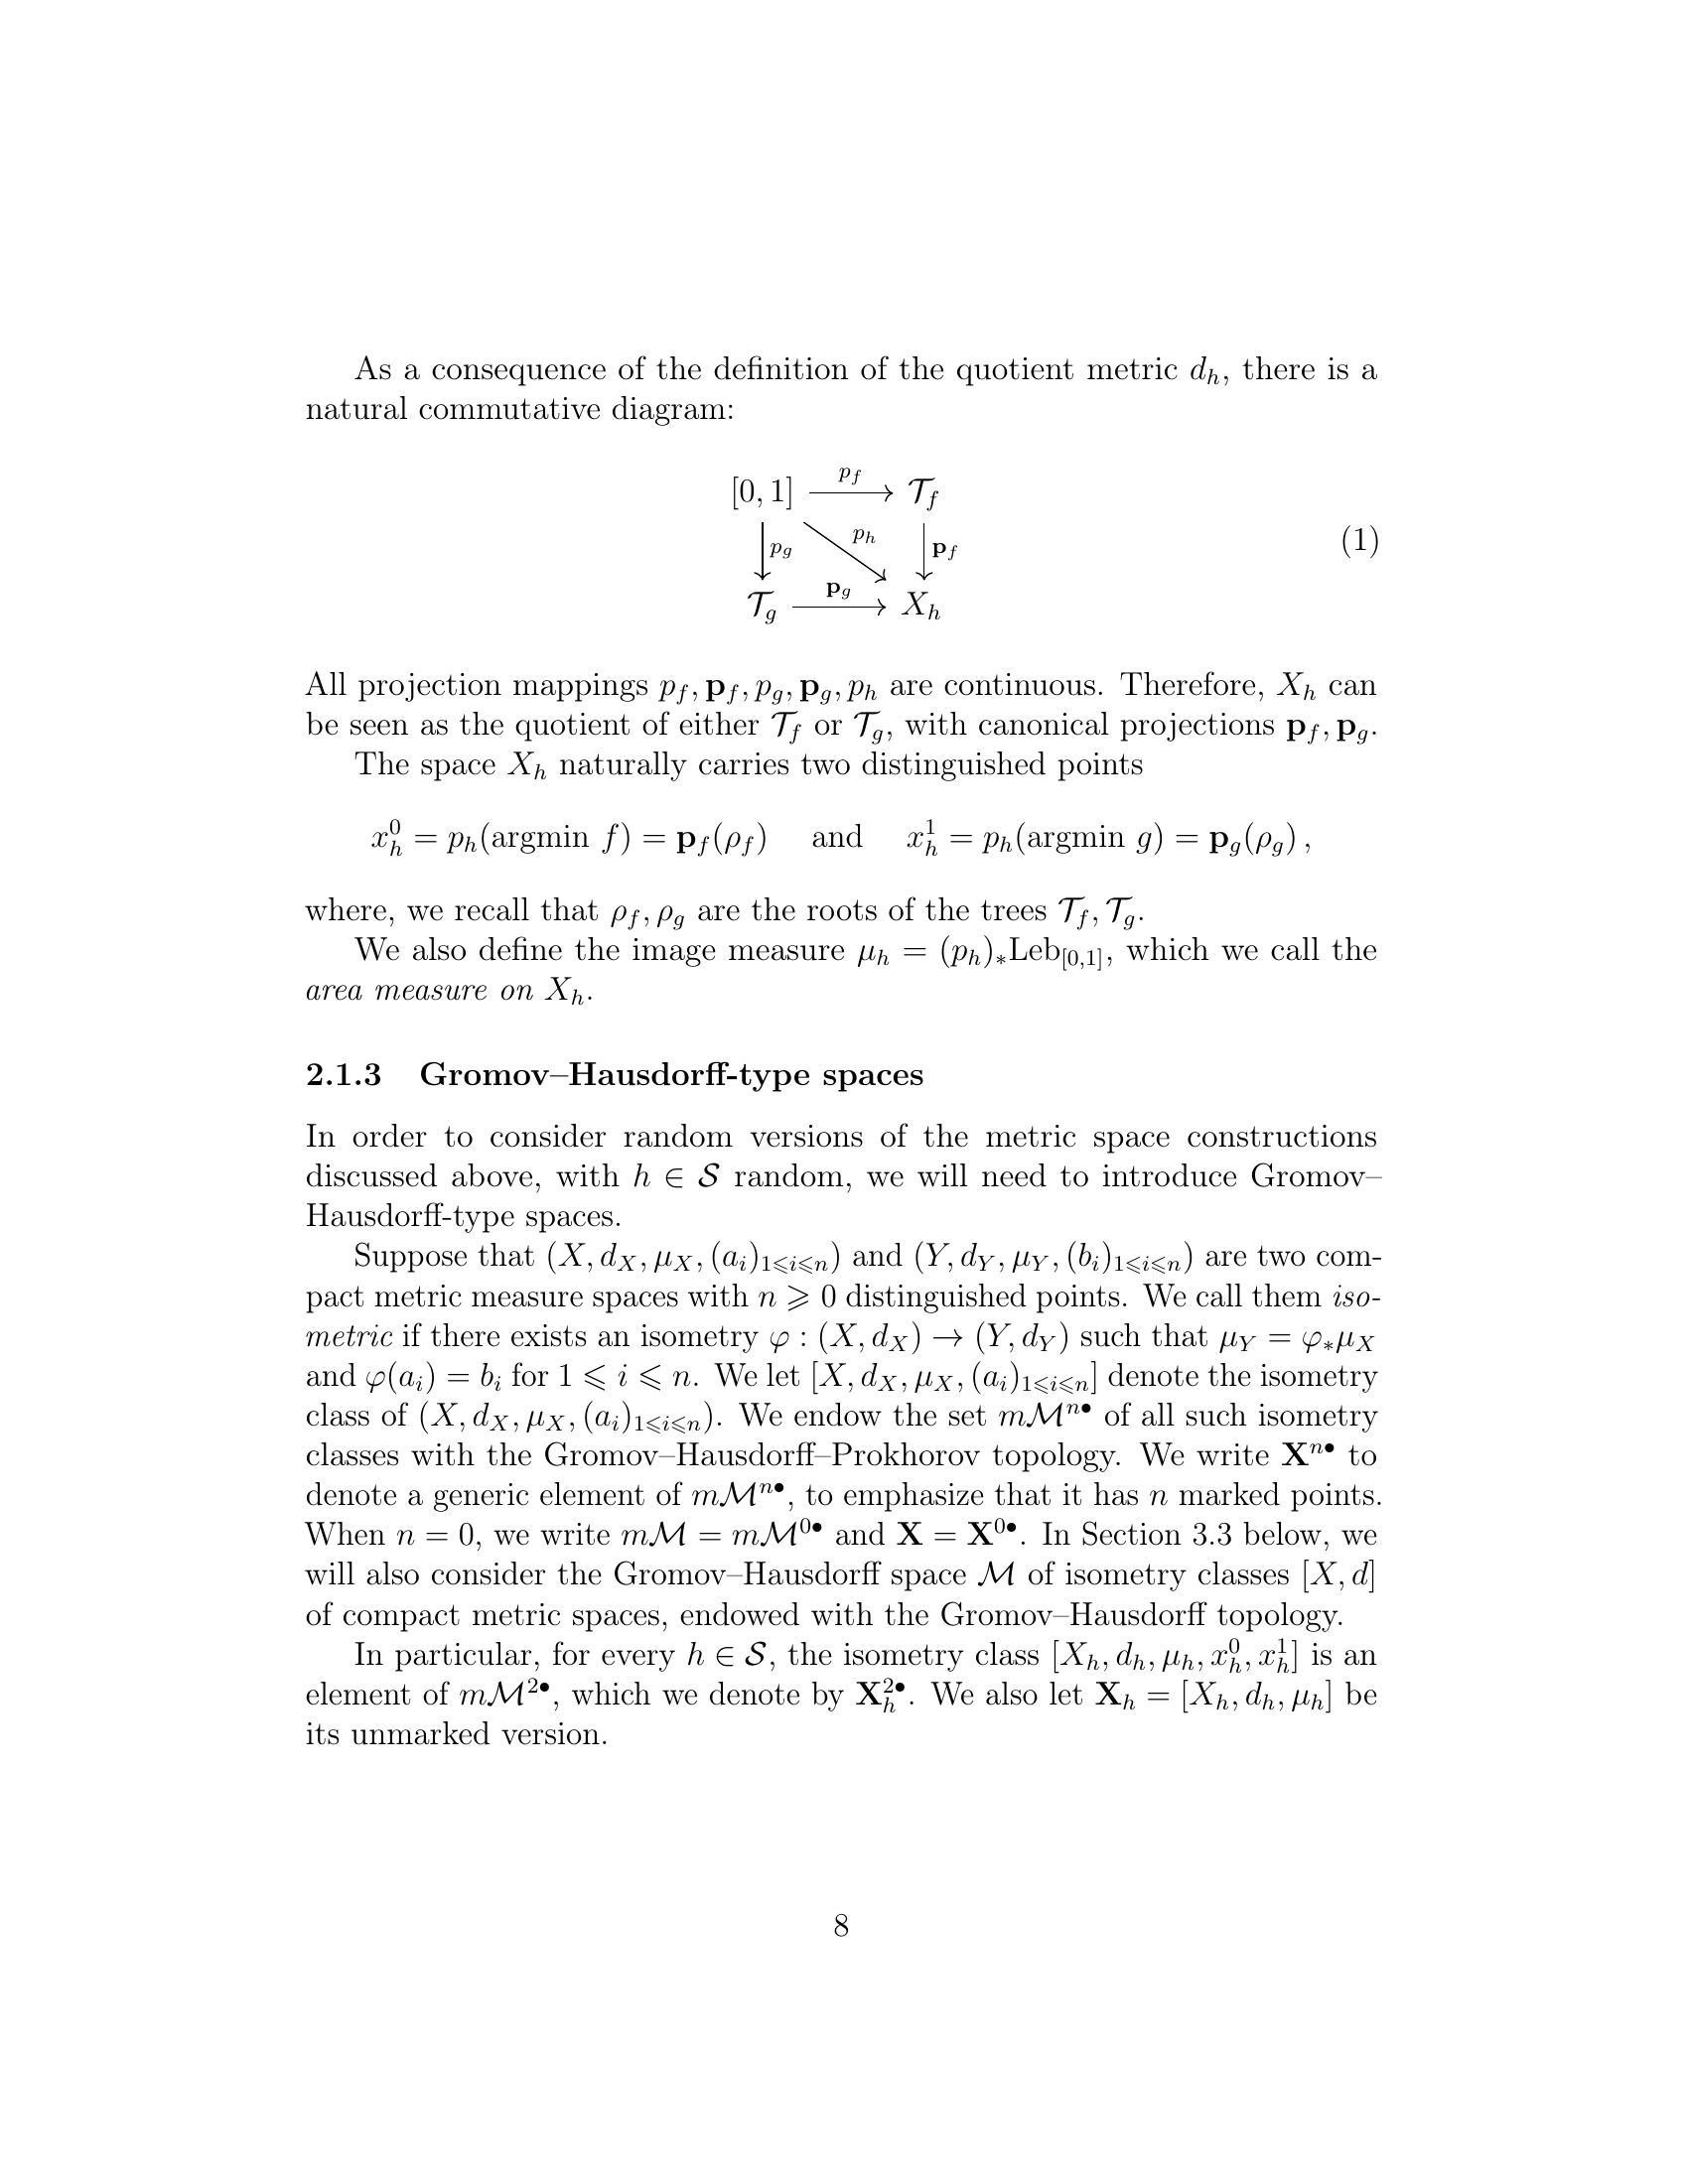 As a consequence of the definition of the quotient metric $d_h$, there is a
natural commutative diagram:
$[0, 1]$ $\xrightarrow{p_f}$ $\mathcal{T}_f$
$\downarrow p_g$ $\searrow p_h$ $\downarrow \mathbf{p}_f$ (1)
$\mathcal{T}_g$ $\xrightarrow{\mathbf{p}_g}$ $X_h$
All projection mappings $p_f, \mathbf{p}_f, p_g, \mathbf{p}_g, p_h$ are continuous. Therefore, $X_h$ can
be seen as the quotient of either $\mathcal{T}_f$ or $\mathcal{T}_g$, with canonical projections $\mathbf{p}_f, \mathbf{p}_g$.
The space $X_h$ naturally carries two distinguished points
$x_h^0 = p_h(\text{argmin } f) = \mathbf{p}_f(\rho_f)$ and $x_h^1 = p_h(\text{argmin } g) = \mathbf{p}_g(\rho_g)\,,$
where, we recall that $\rho_f, \rho_g$ are the roots of the trees $\mathcal{T}_f, \mathcal{T}_g$.
We also define the image measure $\mu_h = (p_h)_*\text{Leb}_{[0,1]}$, which we call the
area measure on $X_h$.
2.1.3 Gromov–Hausdorff-type spaces
In order to consider random versions of the metric space constructions
discussed above, with $h \in \mathcal{S}$ random, we will need to introduce Gromov–
Hausdorff-type spaces.
Suppose that $(X, d_X, \mu_X, (a_i)_{1 \leqslant i \leqslant n})$ and $(Y, d_Y, \mu_Y, (b_i)_{1 \leqslant i \leqslant n})$ are two com-
pact metric measure spaces with $n \geqslant 0$ distinguished points. We call them iso-
metric if there exists an isometry $\varphi : (X, d_X) \to (Y, d_Y)$ such that $\mu_Y = \varphi_* \mu_X$
and $\varphi(a_i) = b_i$ for $1 \leqslant i \leqslant n$. We let $[X, d_X, \mu_X, (a_i)_{1 \leqslant i \leqslant n}]$ denote the isometry
class of $(X, d_X, \mu_X, (a_i)_{1 \leqslant i \leqslant n})$. We endow the set $m\mathcal{M}^{n\bullet}$ of all such isometry
classes with the Gromov–Hausdorff–Prokhorov topology. We write $\mathbf{X}^{n\bullet}$ to
denote a generic element of $m\mathcal{M}^{n\bullet}$, to emphasize that it has $n$ marked points.
When $n = 0$, we write $m\mathcal{M} = m\mathcal{M}^{0\bullet}$ and $\mathbf{X} = \mathbf{X}^{0\bullet}$. In Section 3.3 below, we
will also consider the Gromov–Hausdorff space $\mathcal{M}$ of isometry classes $[X, d]$
of compact metric spaces, endowed with the Gromov–Hausdorff topology.
In particular, for every $h \in \mathcal{S}$, the isometry class $[X_h, d_h, \mu_h, x_h^0, x_h^1]$ is an
element of $m\mathcal{M}^{2\bullet}$, which we denote by $\mathbf{X}_h^{2\bullet}$. We also let $\mathbf{X}_h = [X_h, d_h, \mu_h]$ be
its unmarked version.
8